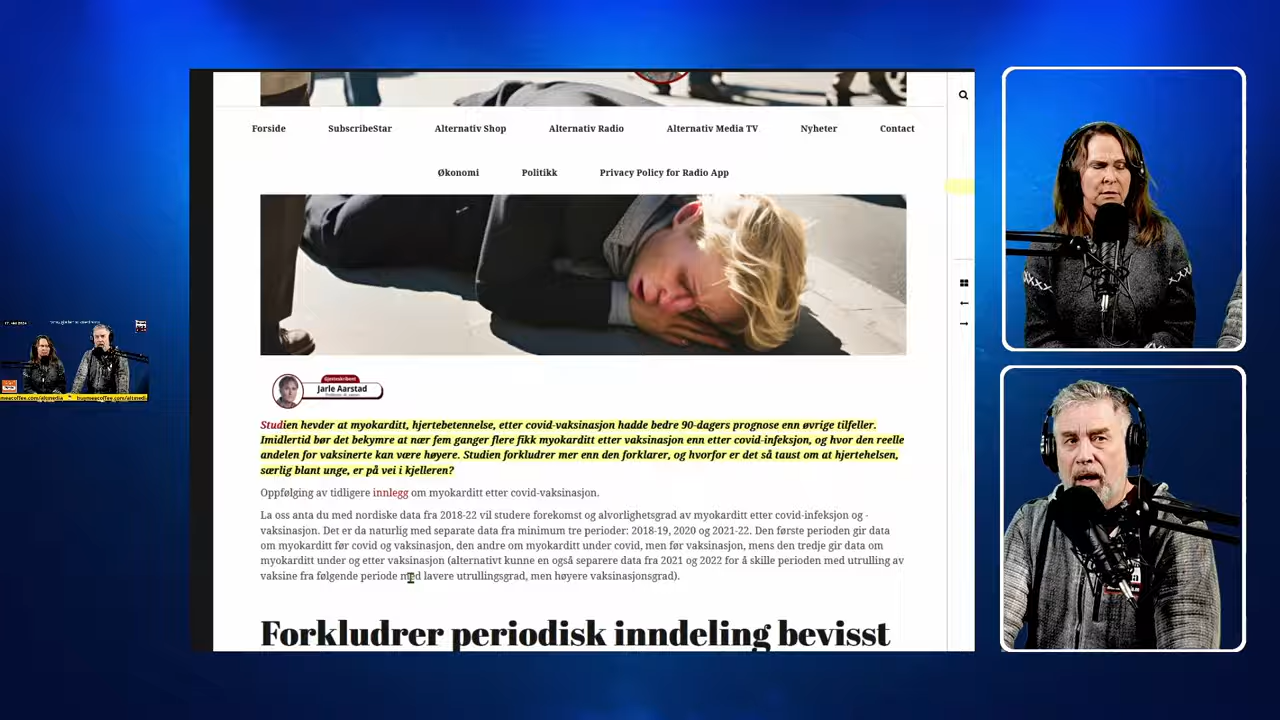 Forside SubscribeStar Alternativ Shop Alternativ Radio Alternativ Media TV Nyheter Contact
Økonomi Politikk Privacy Policy for Radio App
Gjesteskribent
Jarle Aarstad
Studien hevder at myokarditt, hjertebetennelse, etter covid-vaksinasjon hadde bedre 90-dagers prognose enn øvrige tilfeller.
Imidlertid bør det bekymre at nær fem ganger flere fikk myokarditt etter vaksinasjon enn etter covid-infeksjon, og hvor den reelle
andelen for vaksinerte kan være høyere. Studien forkludrer mer enn den forklarer, og hvorfor er det så taust om at hjertehelsen,
særlig blant unge, er på vei i kjelleren?
Oppfølging av tidligere innlegg om myokarditt etter covid-vaksinasjon.
La oss anta du med nordiske data fra 2018-22 vil studere forekomst og alvorlighetsgrad av myokarditt etter covid-infeksjon og -
vaksinasjon. Det er da naturlig med separate data fra minimum tre perioder: 2018-19, 2020 og 2021-22. Den første perioden gir data
om myokarditt før covid og vaksinasjon, den andre om myokarditt under covid, men før vaksinasjon, mens den tredje gir data om
myokarditt under og etter vaksinasjon (alternativt kunne en også separere data fra 2021 og 2022 for å skille perioden med utrulling av
vaksine fra følgende periode med lavere utrullingsgrad, men høyere vaksinasjonsgrad).
Forkludrer periodisk inndeling bevisst